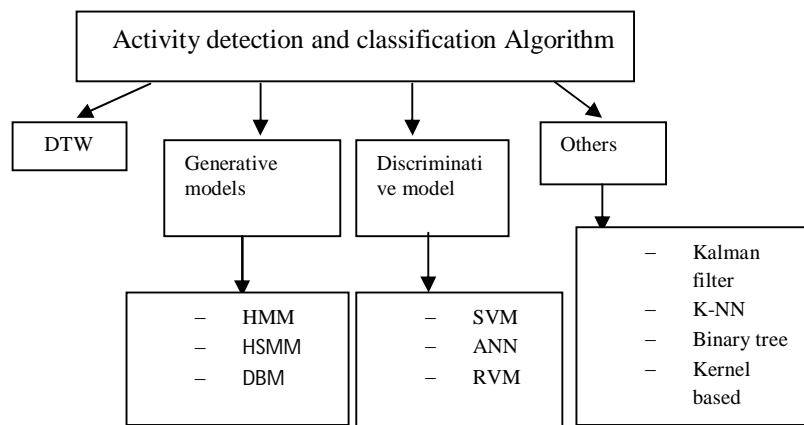 Activity detection and classification Algorithm
DTW
Generative
models
Discriminati
ve model
Others
– HMM
– HSMM
– DBM
– SVM
– ANN
– RVM
– Kalman
filter
– K-NN
– Binary tree
– Kernel
based